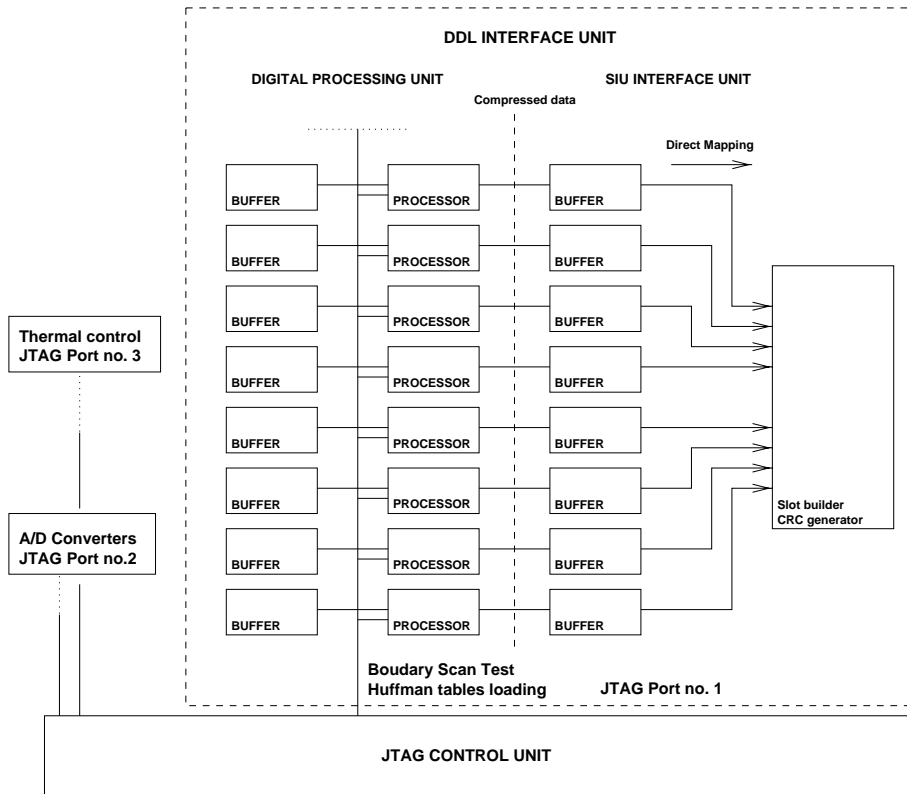 DDL INTERFACE UNIT
DIGITAL PROCESSING UNIT
SIU INTERFACE UNIT
Compressed data
Direct Mapping
BUFFER
PROCESSOR
BUFFER
BUFFER
PROCESSOR
BUFFER
BUFFER
PROCESSOR
BUFFER
Thermal control
JTAG Port no. 3
BUFFER
PROCESSOR
BUFFER
BUFFER
PROCESSOR
BUFFER
BUFFER
PROCESSOR
BUFFER
Slot builder
CRC generator
A/D Converters
JTAG Port no.2
BUFFER
PROCESSOR
BUFFER
BUFFER
PROCESSOR
BUFFER
Boudary Scan Test
Huffman tables loading
JTAG Port no. 1
JTAG CONTROL UNIT